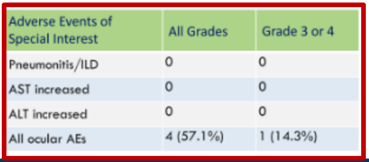 Adverse Events of
Special Interest All Grades Grade 3 or 4
Pneumonitis/ILD 0 0
AST increased 0 0
ALT increased 0 0
All ocular AEs 4 (57.1%) 1 (14.3%)